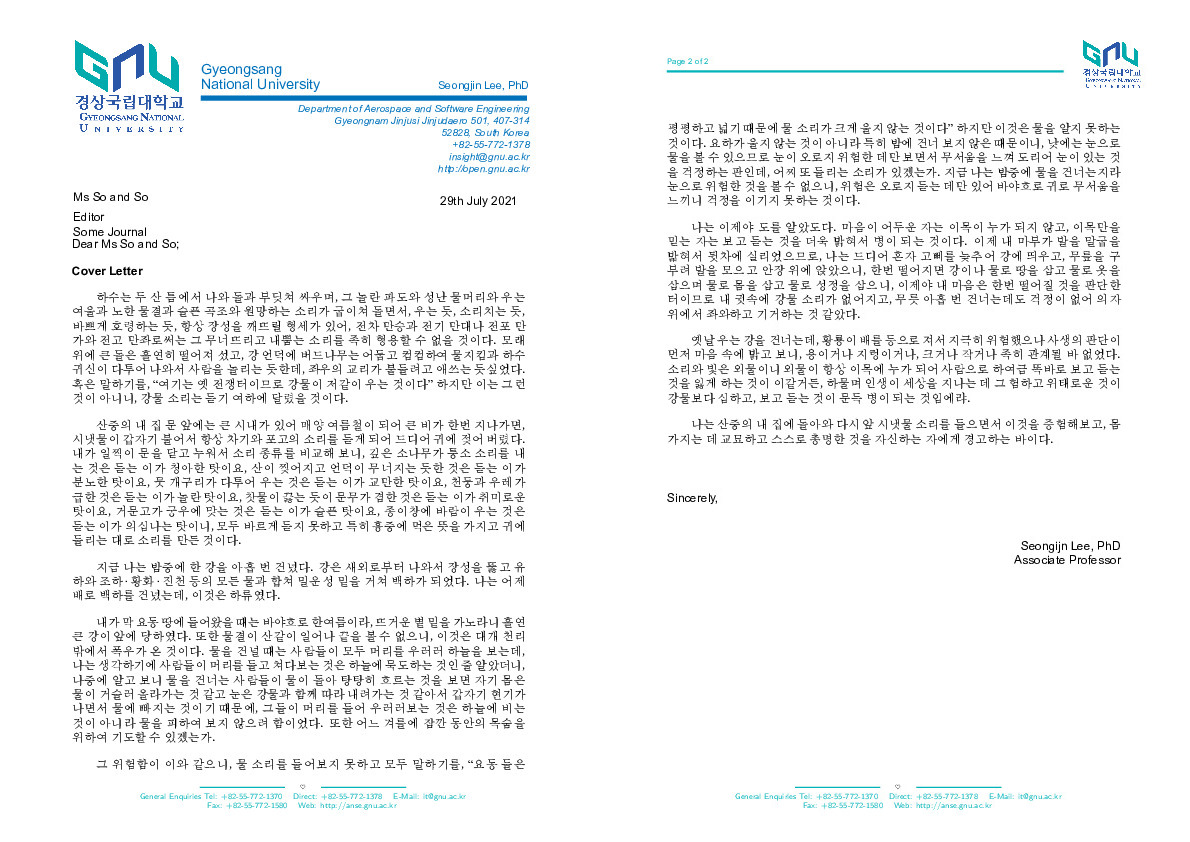 GNU
경상국립대학교
GYEONGSANG NATIONAL
UNIVERSITY
Gyeongsang
National University
Seongjin Lee, PhD
Department of Aerospace and Software Engineering
Gyeongnam Jinjusi Jinjudaero 501, 407-314
52828, South Korea
+82-55-772-1378
insight@gnu.ac.kr
http://open.gnu.ac.kr
Ms So and So
29th July 2021
Editor
Some Journal
Dear Ms So and So;
Cover Letter
하수는 두 산 틈에서 나와 돌과 부딪쳐 싸우며, 그 놀란 파도와 성난 물머리와 우는
여울과 노한 물결과 슬픈 곡조와 원망하는 소리가 굽이쳐 돌면서, 우는 듯, 소리치는 듯,
바쁘게 호령하는 듯, 항상 장성을 깨뜨릴 형세가 있어, 전차 만승과 전기 만대나 전포 만
가와 전고 만좌로써는 그 무너뜨리고 내뿜는 소리를 족히 형용할 수 없을 것이다. 모래
위에 큰 돌은 홀연히 떨어져 섰고, 강 언덕에 버드나무는 어둡고 컴컴하여 물지킴과 하수
귀신이 다투어 나와서 사람을 놀리는 듯한데, 좌우의 교리가 붙들려고 애쓰는 듯싶었다.
혹은 말하기를, “여기는 옛 전쟁터이므로 강물이 저같이 우는 것이다” 하지만 이는 그런
것이 아니니, 강물 소리는 듣기 여하에 달렸을 것이다.
산중의 내 집 문 앞에는 큰 시내가 있어 매양 여름철이 되어 큰 비가 한번 지나가면,
시냇물이 갑자기 불어서 항상 차기와 포고의 소리를 듣게 되어 드디어 귀에 젖어 버렸다.
내가 일찍이 문을 닫고 누워서 소리 종류를 비교해 보니, 깊은 소나무가 퉁소 소리를 내
는 것은 듣는 이가 청아한 탓이요, 산이 찢어지고 언덕이 무너지는 듯한 것은 듣는 이가
분노한 탓이요, 뭇 개구리가 다투어 우는 것은 듣는 이가 교만한 탓이요, 천둥과 우레가
급한 것은 듣는 이가 놀란 탓이요, 찻물이 끓는 듯이 문무가 겸한 것은 듣는 이가 취미로운
탓이요, 거문고가 궁우에 맞는 것은 듣는 이가 슬픈 탓이요, 종이창에 바람이 우는 것은
듣는 이가 의심나는 탓이니, 모두 바르게 듣지 못하고 특히 흉중에 먹은 뜻을 가지고 귀에
들리는 대로 소리를 만든 것이다.
지금 나는 밤중에 한 강을 아홉 번 건넜다. 강은 새외로부터 나와서 장성을 뚫고 유
하와 조하·황화·진천 등의 모든 물과 합쳐 밀운성 밑을 거쳐 백하가 되었다. 나는 어제
배로 백하를 건넜는데, 이것은 하류였다.
내가 막 요동 땅에 들어왔을 때는 바야흐로 한여름이라, 뜨거운 볕 밑을 가노라니 홀연
큰 강이 앞에 당하였다. 또한 물결이 산같이 일어나 끝을 볼 수 없으니, 이것은 대개 천리
밖에서 폭우가 온 것이다. 물을 건널 때는 사람들이 모두 머리를 우러러 하늘을 보는데,
나는 생각하기에 사람들이 머리를 들고 쳐다보는 것은 하늘에 묵도하는 것인 줄 알았더니,
나중에 알고 보니 물을 건너는 사람들이 물이 돌아 탕탕히 흐르는 것을 보면 자기 몸은
물이 거슬러 올라가는 것 같고 눈은 강물과 함께 따라 내려가는 것 같아서 갑자기 현기가
나면서 물에 빠지는 것이기 때문에, 그들이 머리를 들어 우러러보는 것은 하늘에 비는
것이 아니라 물을 피하여 보지 않으려 함이었다. 또한 어느 겨를에 잠깐 동안의 목숨을
위하여 기도할 수 있겠는가.
그 위험함이 이와 같으니, 물 소리를 들어보지 못하고 모두 말하기를, “요동 들은
General Enquiries Tel: +82-55-772-1370 Direct: +82-55-772-1378 E-Mail: lt@gnu.ac.kr
Fax: +82-55-772-1580 Web: http://anse.gnu.ac.kr
Page 2 of 2
GNU
경상국립대학교
GYEONGSANG NATIONAL
UNIVERSITY
평평하고 넓기 때문에 물 소리가 크게 울지 않는 것이다” 하지만 이것은 물을 알지 못하는
것이다. 요하가 울지 않는 것이 아니라 특히 밤에 건너 보지 않은 때문이니, 낮에는 눈으로
물을 볼 수 있으므로 눈이 오로지 위험한 데만 보면서 무서움을 느껴 도리어 눈이 있는 것
을 걱정하는 판인데, 어찌 또 들리는 소리가 있겠는가. 지금 나는 밤중에 물을 건너는지라
눈으로 위험한 것을 볼 수 없으니, 위험은 오로지 듣는 데만 있어 바야흐로 귀로 무서움을
느끼니 걱정을 이기지 못하는 것이다.
나는 이제야 도를 알았도다. 마음이 어두운 자는 이목이 누가 되지 않고, 이목만을
믿는 자는 보고 듣는 것을 더욱 밝혀서 병이 되는 것이다. 이제 내 마부가 발을 말굽을
밟혀서 뒷차에 실리었으므로, 나는 드디어 혼자 고삐를 늦추어 강에 띄우고, 무릎을 구
부려 발을 모으고 안장 위에 앉았으니, 한번 떨어지면 강이나 물로 땅을 삼고 물로 옷을
삼으며 물로 몸을 삼고 물로 성정을 삼으니, 이제야 내 마음은 한번 떨어질 것을 판단한
터이므로 내 귓속에 강물 소리가 없어지고, 무릇 아홉 번 건너는데도 걱정이 없어 의자
위에서 좌와하고 기거하는 것 같았다.
옛날 우는 강을 건너는데, 황룡이 배를 등으로 져서 지극히 위험했으나 사생의 판단이
먼저 마음 속에 밝고 보니, 용이거나 지렁이거나, 크거나 작거나 족히 관계될 바 없었다.
소리와 빛은 외물이니 외물이 항상 이목에 누가 되어 사람으로 하여금 똑바로 보고 듣는
것을 잃게 하는 것이 이같거든, 하물며 인생이 세상을 지나는 데 그 험하고 위태로운 것이
강물보다 심하고, 보고 듣는 것이 문득 병이 되는 것임에랴.
나는 산중의 내 집에 돌아와 다시 앞 시냇물 소리를 들으면서 이것을 증험해보고, 몸
가지는 데 교묘하고 스스로 총명한 것을 자신하는 자에게 경고하는 바이다.
Sincerely,
Seongijn Lee, PhD
Associate Professor
General Enquiries Tel: +82-55-772-1370 Direct: +82-55-772-1378 E-Mail: lt@gnu.ac.kr
Fax: +82-55-772-1580 Web: http://anse.gnu.ac.kr